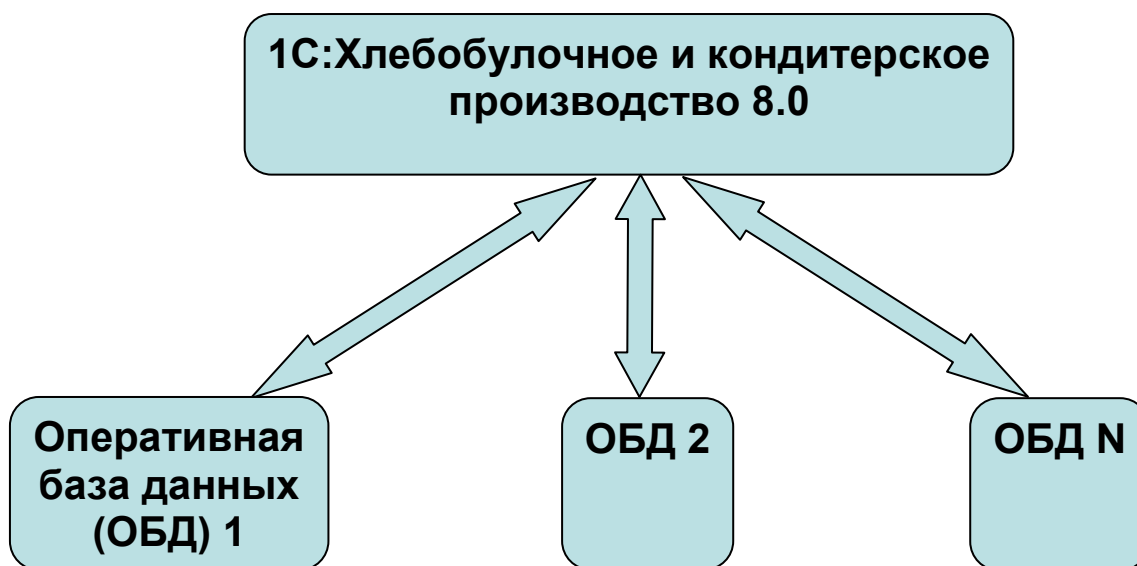 1С:Хлебобулочное и кондитерское
производство 8.0
Оперативная
база данных
(ОБД) 1
ОБД 2
ОБД N